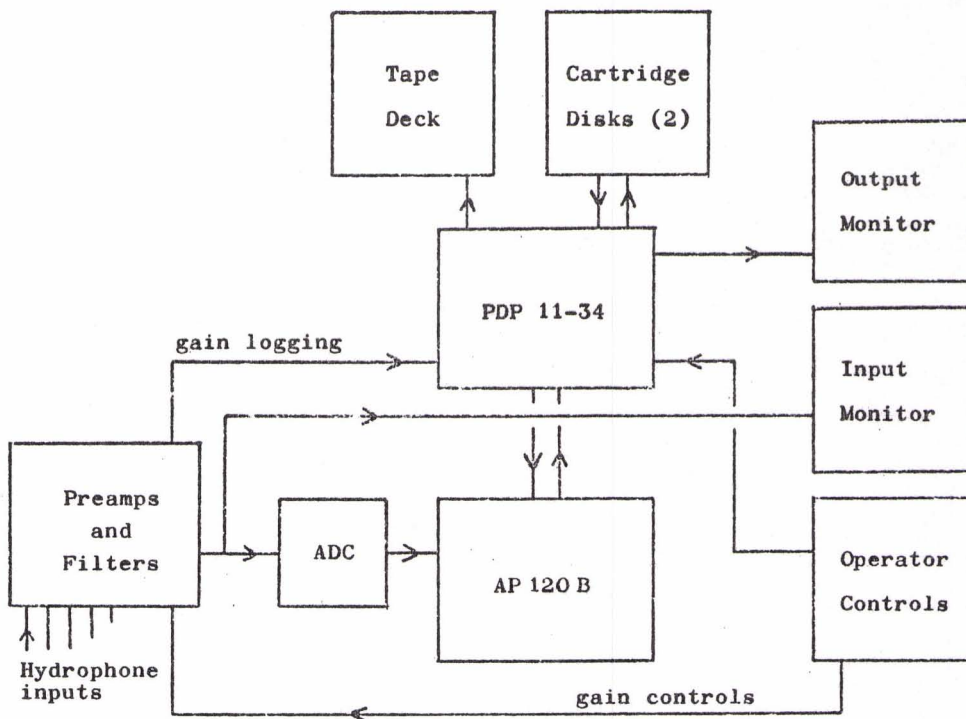 Tape
Deck
Cartridge
Disks (2)
Output
Monitor
PDP 11-34
gain logging
Input
Monitor
Preamps
and
Filters
ADC
AP 120 B
Operator
Controls
Hydrophone
inputs
gain controls